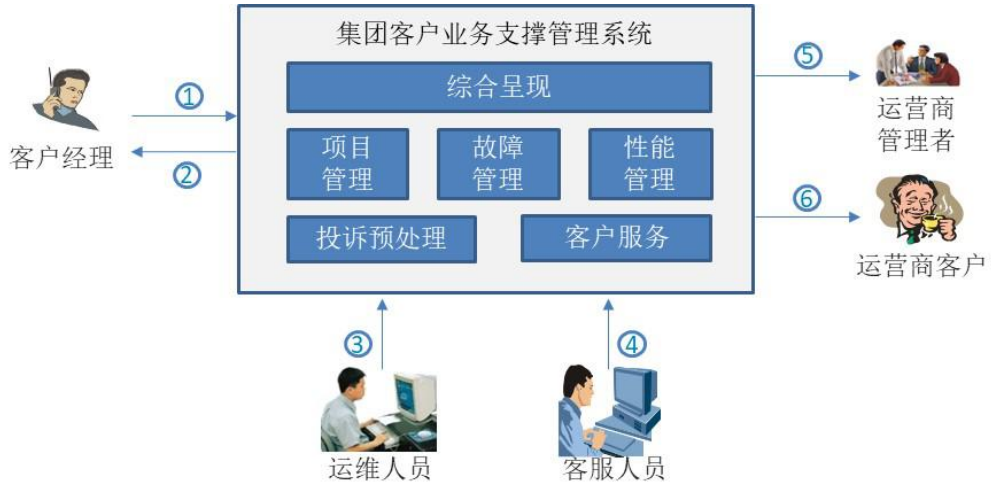 集团客户业务支撑管理系统
综合呈现
①
②
客户经理
项目
管理
故障
管理
性能
管理
投诉预处理
客户服务
⑤
运营商
管理者
⑥
运营商客户
③
运维人员
④
客服人员